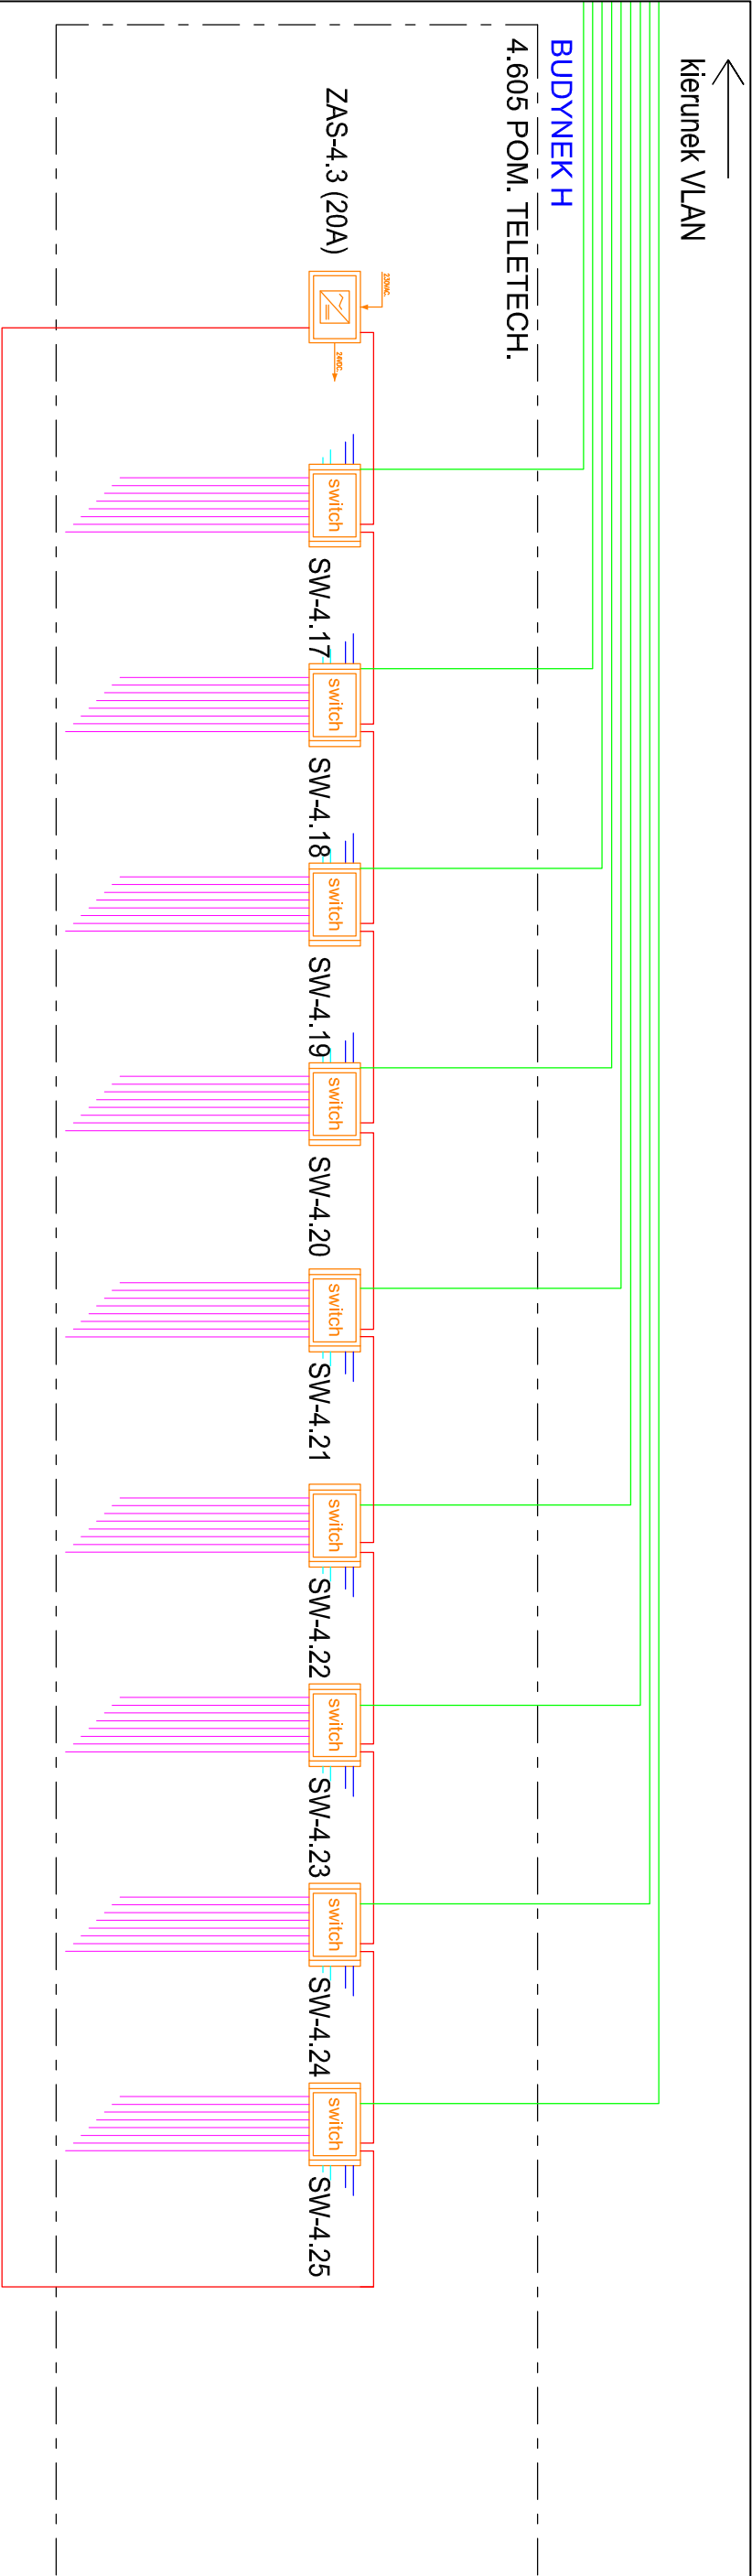 kierunek VLAN
BUDYNEK H
4.605 POM. TELETECH.
ZAS-4.3 (20A)
230VAC
24VDC
switch
SW-4.17
switch
SW-4.18
switch
SW-4.19
switch
SW-4.20
switch
SW-4.21
switch
SW-4.22
switch
SW-4.23
switch
SW-4.24
switch
SW-4.25